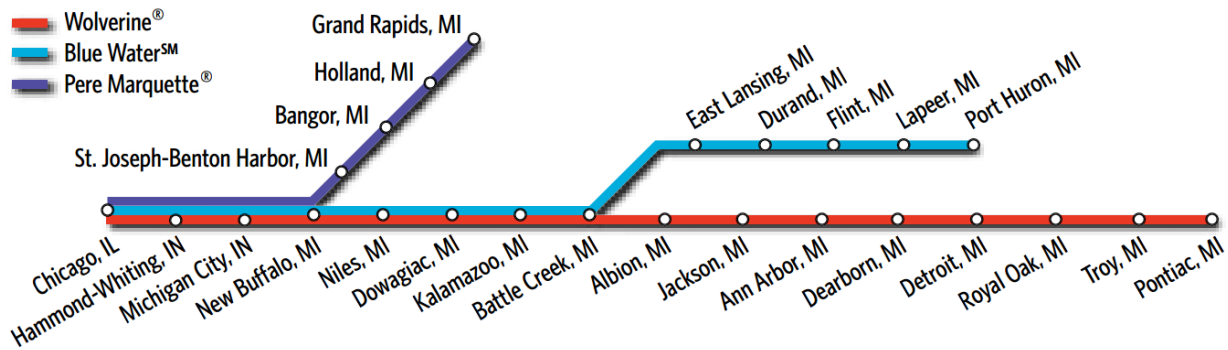 Wolverine®
Blue Water℠
Pere Marquette®
Grand Rapids, MI
Holland, MI
Bangor, MI
St. Joseph-Benton Harbor, MI
East Lansing, MI
Durand, MI
Flint, MI
Lapeer, MI
Port Huron, MI
Chicago, IL
Hammond-Whiting, IN
Michigan City, IN
New Buffalo, MI
Niles, MI
Dowagiac, MI
Kalamazoo, MI
Battle Creek, MI
Albion, MI
Jackson, MI
Ann Arbor, MI
Dearborn, MI
Detroit, MI
Royal Oak, MI
Troy, MI
Pontiac, MI